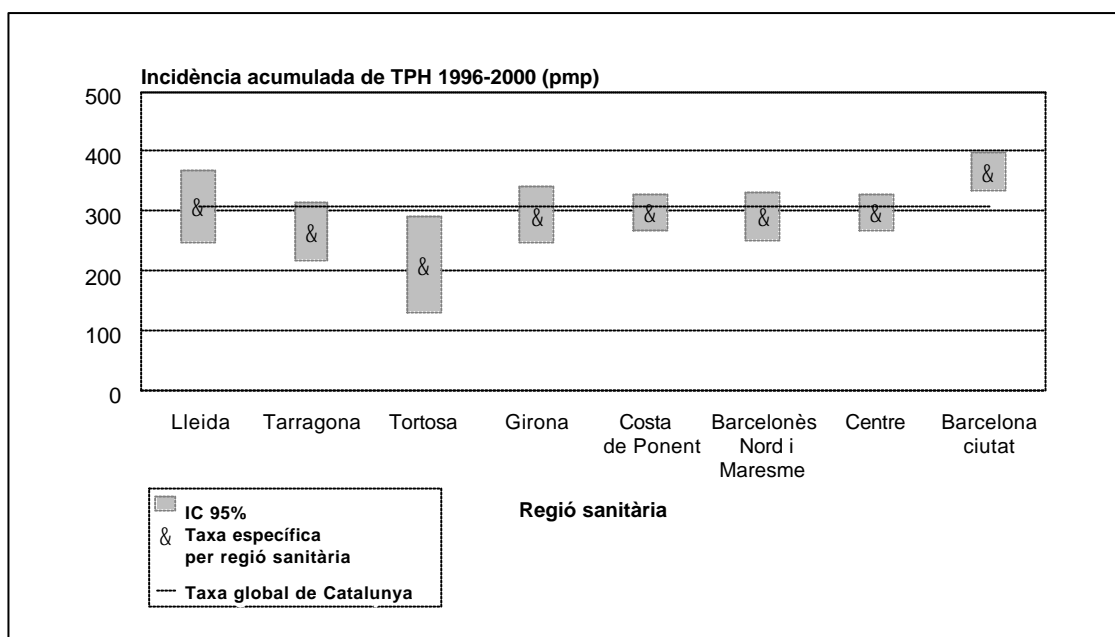 Incidència acumulada de TPH 1996-2000 (pmp)
500
400
300
200
100
0
&
&
&
&
&
&
&
&
Lleida Tarragona Tortosa Girona Costa de Ponent Barcelonès Nord i Maresme Centre Barcelona ciutat
Regió sanitària
IC 95%
& Taxa específica
per regió sanitària
Taxa global de Catalunya